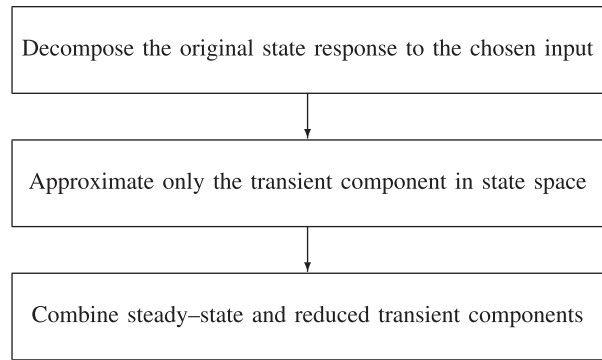 Decompose the original state response to the chosen input
Approximate only the transient component in state space
Combine steady–state and reduced transient components